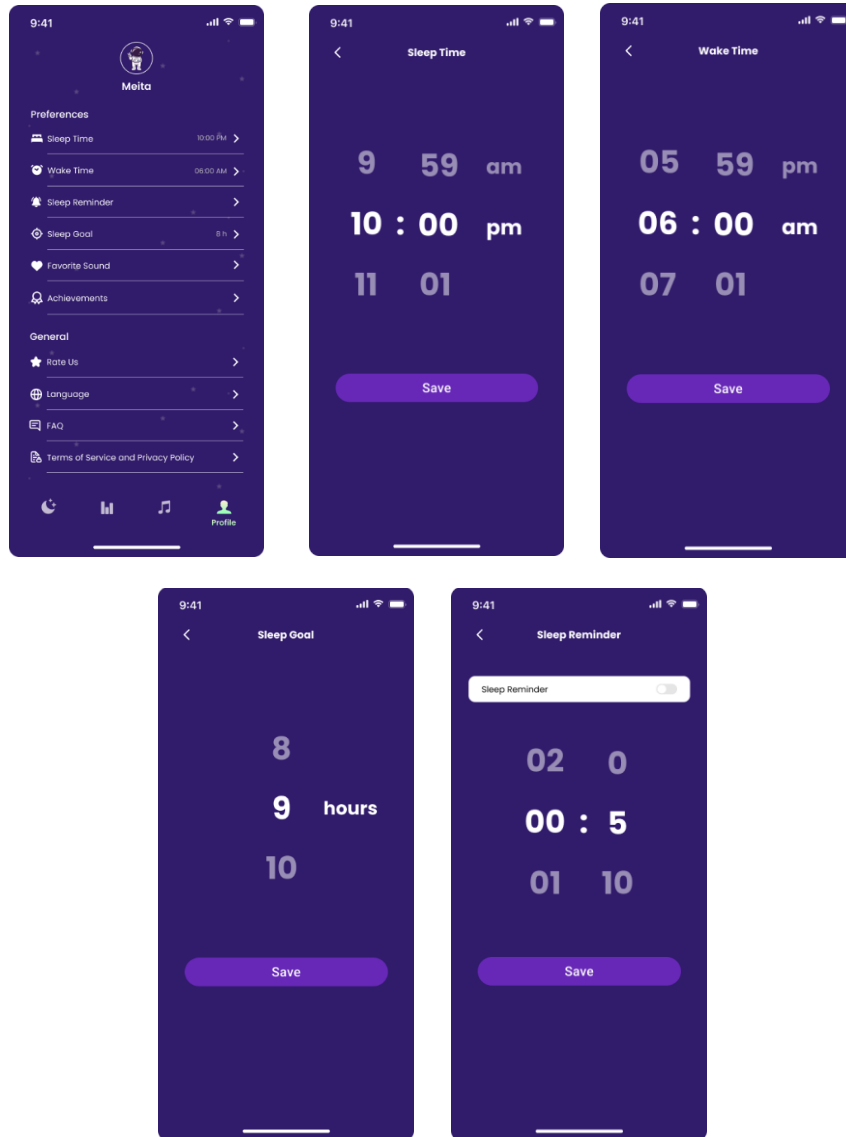 9:41
Meita
Preferences
Sleep Time 10:00 PM
Wake Time 06:00 AM
Sleep Reminder
Sleep Goal 8 h
Favorite Sound
Achievements
General
Rate Us
Language
FAQ
Terms of Service and Privacy Policy
Profile
9:41
Sleep Time
9 59 am
10 : 00 pm
11 01
Save
9:41
Wake Time
05 59 pm
06 : 00 am
07 01
Save
9:41
Sleep Goal
8
9 hours
10
Save
9:41
Sleep Reminder
Sleep Reminder
02 0
00 : 5
01 10
Save